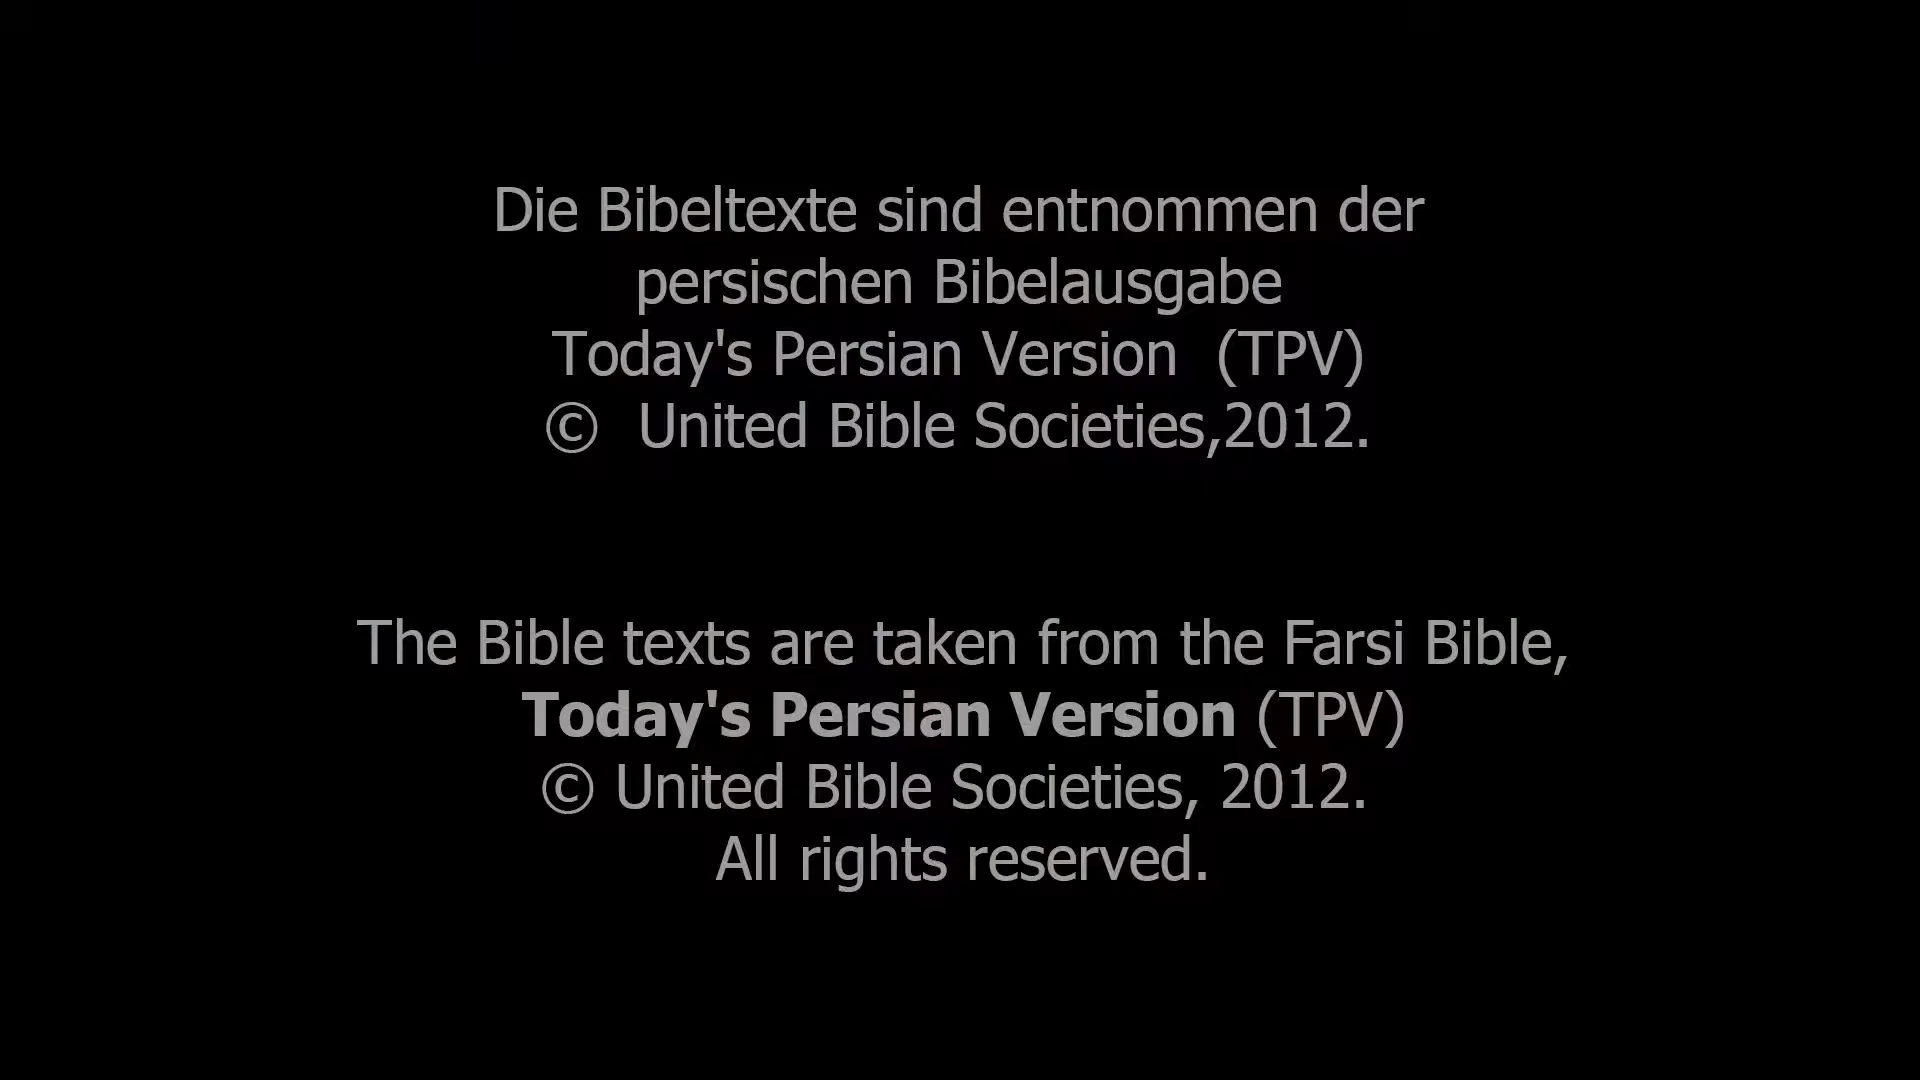 Die Bibeltexte sind entnommen der
persischen Bibelausgabe
Today's Persian Version  (TPV)
©  United Bible Societies,2012.
The Bible texts are taken from the Farsi Bible,
Today's Persian Version (TPV)
© United Bible Societies, 2012.
All rights reserved.